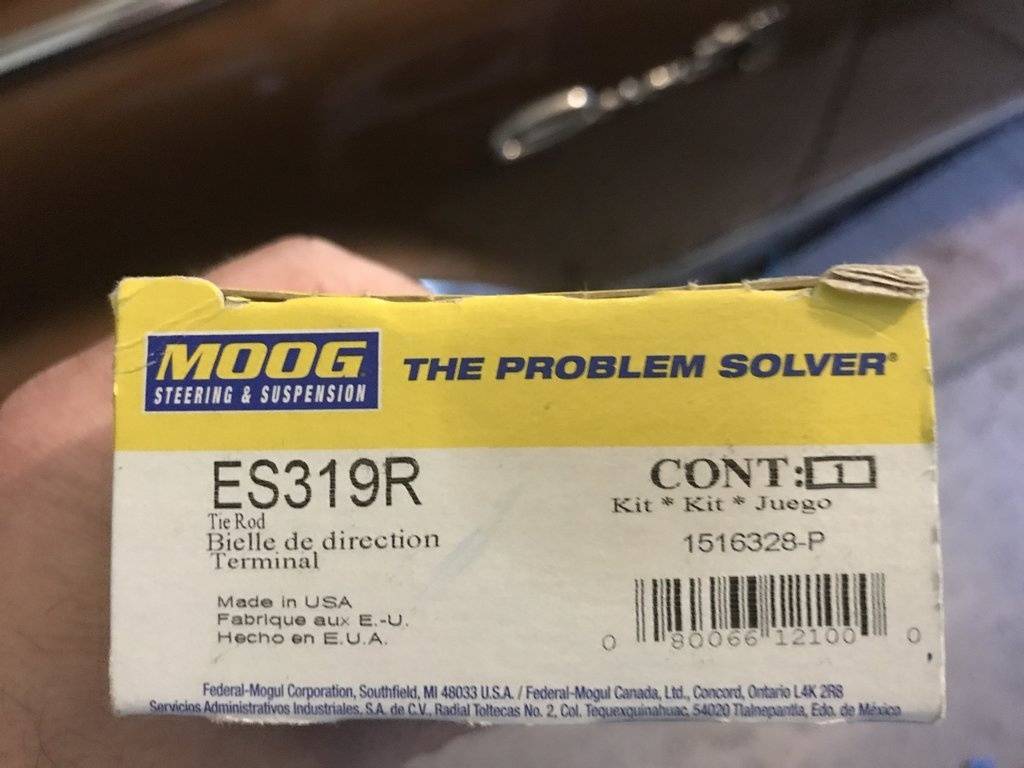 MOOG
STEERING & SUSPENSION
THE PROBLEM SOLVER®
ES319R
Tie Rod
Bielle de direction
Terminal
Made in USA
Fabrique aux E.-U.
Hecho en E.U.A.
CONT: 1
Kit * Kit * Juego
1516328-P
0 80066 12100 0
Federal-Mogul Corporation, Southfield, MI 48033 U.S.A. / Federal-Mogul Canada, Ltd., Concord, Ontario L4K 2R8
Servicios Administrativos Industriales, S.A. de C.V., Radial Toltecas No. 2, Col. Tequexquinahuac, 54020 Tlalnepantla, Edo. de México